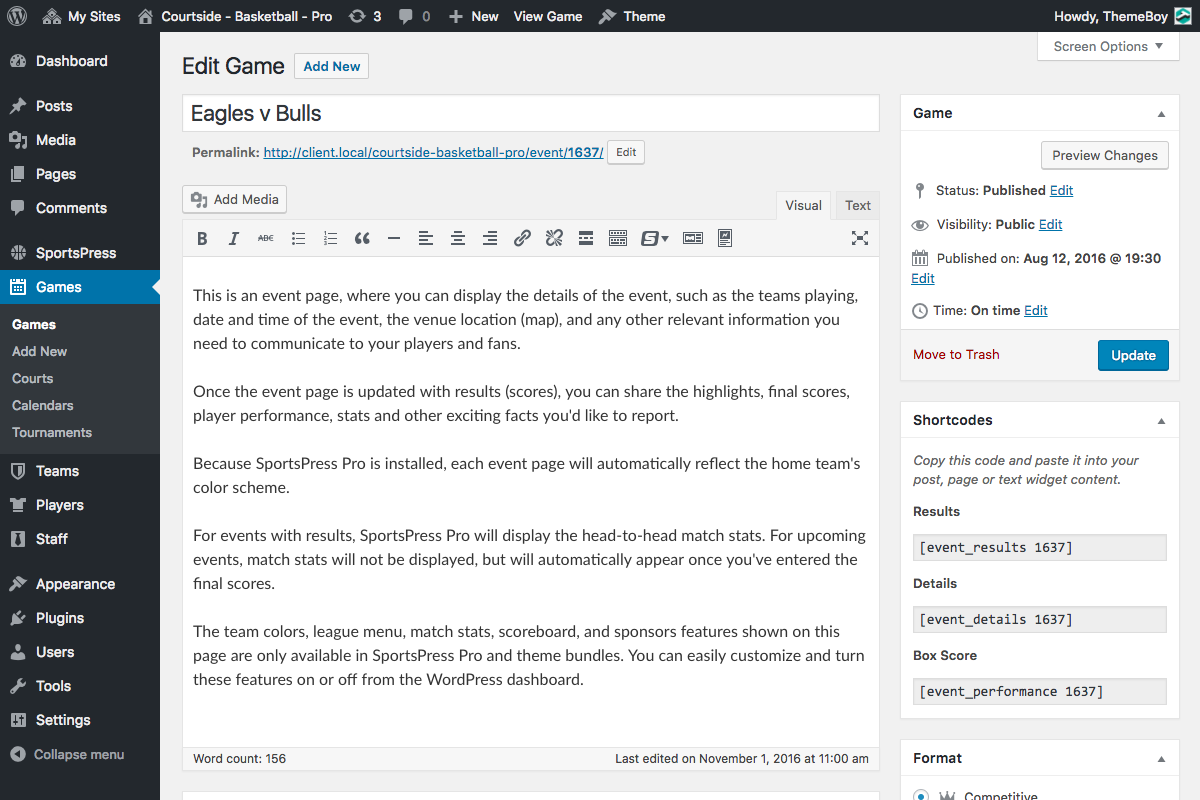 My Sites Courtside - Basketball - Pro 3 0 New View Game Theme Howdy, ThemeBoy
Screen Options
Dashboard
Posts
Media
Pages
Comments
SportsPress
Games
Games
Add New
Courts
Calendars
Tournaments
Teams
Players
Staff
Appearance
Plugins
Users
Tools
Settings
Collapse menu
Edit Game Add New
Eagles v Bulls
Permalink: http://client.local/courtside-basketball-pro/event/1637/ Edit
Add Media
Visual Text
B I ABC
This is an event page, where you can display the details of the event, such as the teams playing,
date and time of the event, the venue location (map), and any other relevant information you
need to communicate to your players and fans.
Once the event page is updated with results (scores), you can share the highlights, final scores,
player performance, stats and other exciting facts you'd like to report.
Because SportsPress Pro is installed, each event page will automatically reflect the home team's
color scheme.
For events with results, SportsPress Pro will display the head-to-head match stats. For upcoming
events, match stats will not be displayed, but will automatically appear once you've entered the
final scores.
The team colors, league menu, match stats, scoreboard, and sponsors features shown on this
page are only available in SportsPress Pro and theme bundles. You can easily customize and turn
these features on or off from the WordPress dashboard.
Word count: 156 Last edited on November 1, 2016 at 11:00 am
Game
Preview Changes
Status: Published Edit
Visibility: Public Edit
Published on: Aug 12, 2016 @ 19:30
Edit
Time: On time Edit
Move to Trash Update
Shortcodes
Copy this code and paste it into your
post, page or text widget content.
Results
[event_results 1637]
Details
[event_details 1637]
Box Score
[event_performance 1637]
Format
Competitive